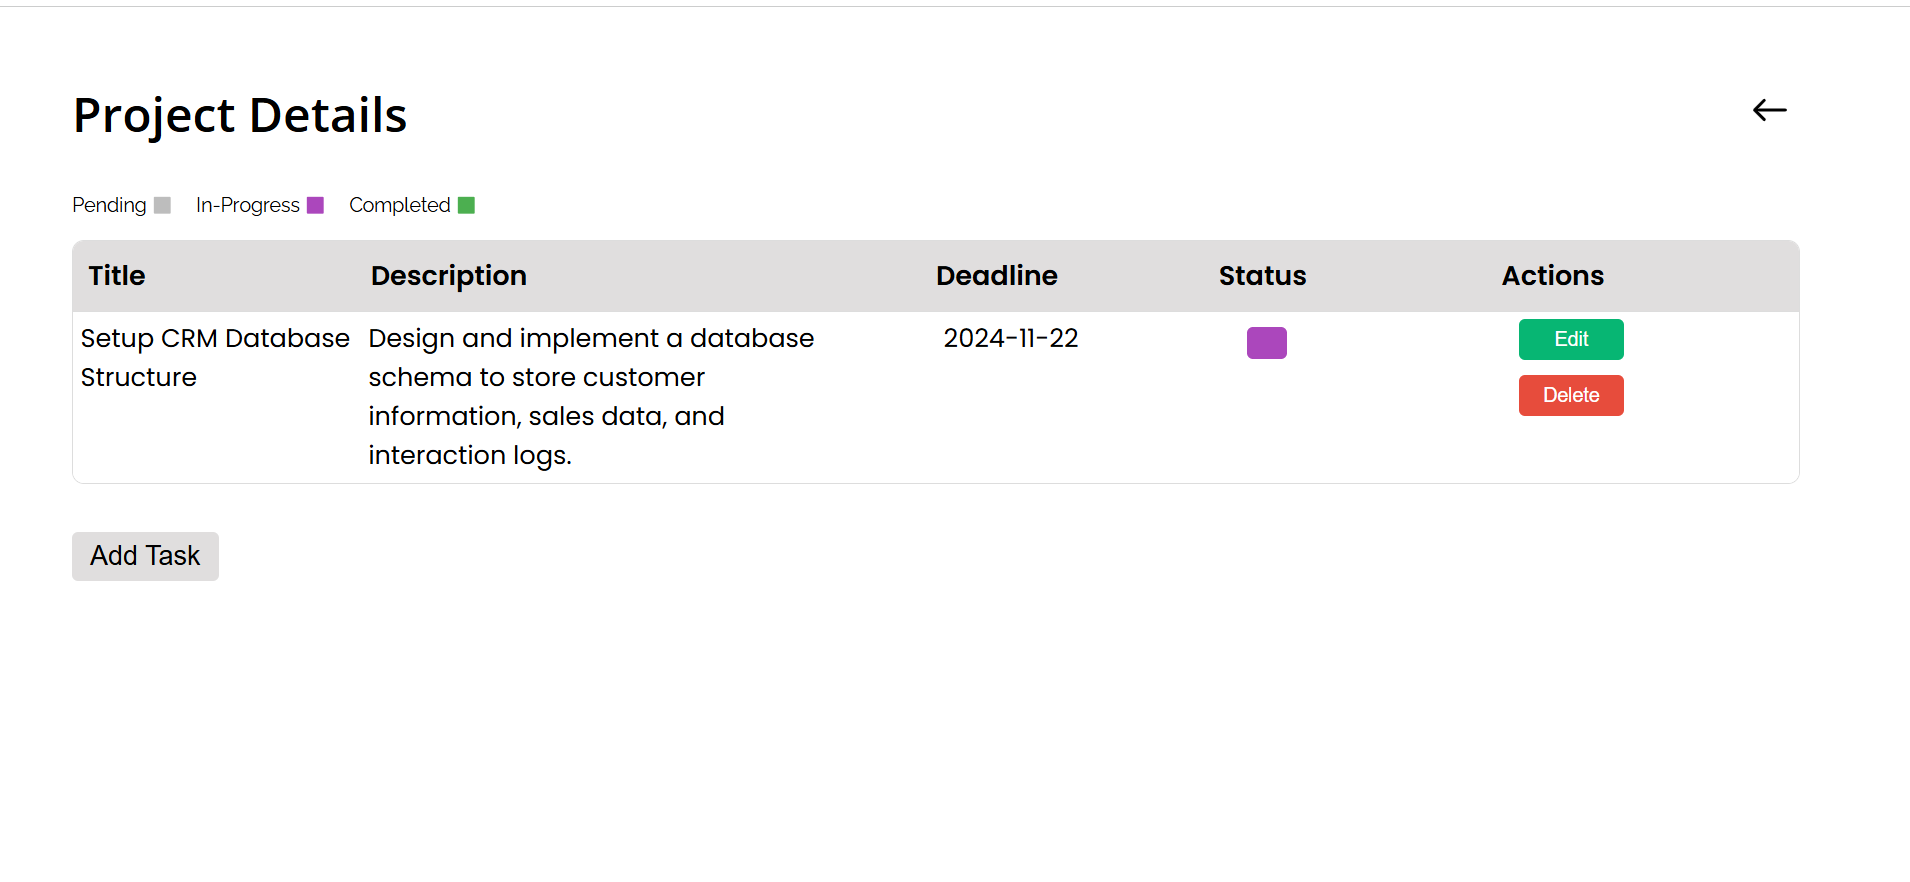 Project Details
Pending In-Progress Completed
Title Description Deadline Status Actions
Setup CRM Database Design and implement a database 2024-11-22 Edit
Structure schema to store customer Delete
information, sales data, and
interaction logs.
Add Task